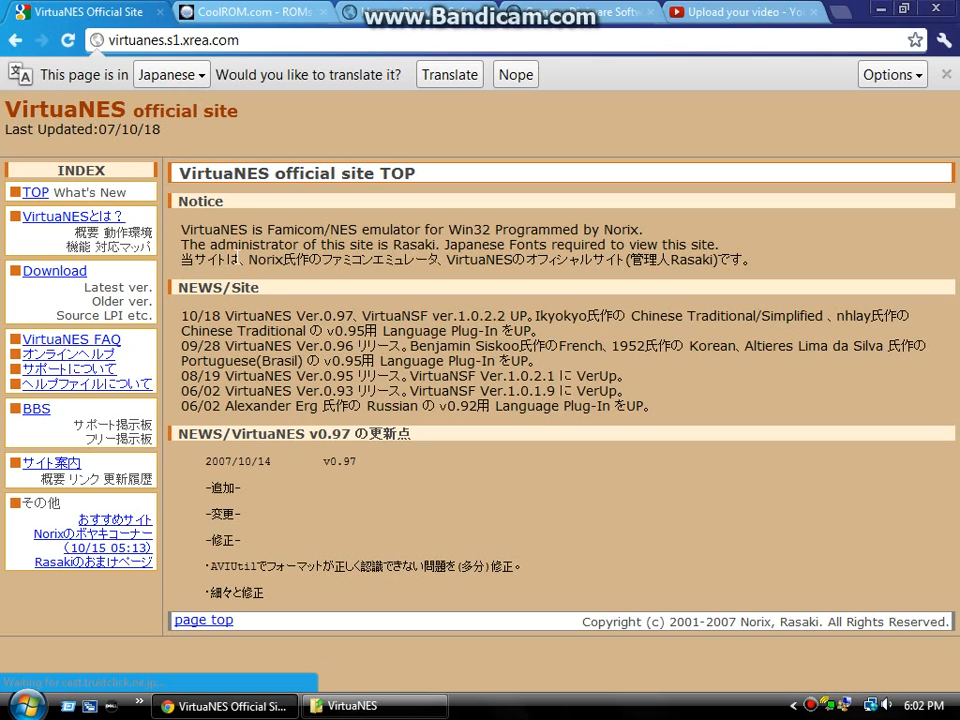 www.Bandicam.com
VirtuaNES Official Site
CoolROM.com - ROMs
Upload your video - Yo
virtuanes.s1.xrea.com
This page is in Japanese Would you like to translate it? Translate Nope Options
VirtuaNES official site
Last Updated:07/10/18
INDEX
TOP What's New
VirtuaNESとは？
概要 動作環境
機能 対応マッパ
Download
Latest ver.
Older ver.
Source LPI etc.
VirtuaNES FAQ
オンラインヘルプ
サポートについて
ヘルプファイルについて
BBS
サポート掲示板
フリー掲示板
サイト案内
概要 リンク 更新履歴
その他
おすすめサイト
Norixのボヤキコーナー
(10/15 05:13)
Rasakiのおまけページ
VirtuaNES official site TOP
Notice
VirtuaNES is Famicom/NES emulator for Win32 Programmed by Norix.
The administrator of this site is Rasaki. Japanese Fonts required to view this site.
当サイトは、Norix氏作のファミコンエミュレータ、VirtuaNESのオフィシャルサイト(管理人Rasaki)です。
NEWS/Site
10/18 VirtuaNES Ver.0.97、VirtuaNSF ver.1.0.2.2 UP。Ikyokyo氏作の Chinese Traditional/Simplified 、nhlay氏作の
Chinese Traditional の v0.95用 Language Plug-In をUP。
09/28 VirtuaNES Ver.0.96 リリース。Benjamin Siskoo氏作のFrench、1952氏作の Korean、Altieres Lima da Silva 氏作の
Portuguese(Brasil) の v0.95用 Language Plug-In をUP。
08/19 VirtuaNES Ver.0.95 リリース。VirtuaNSF Ver.1.0.2.1 に VerUp。
06/02 VirtuaNES Ver.0.93 リリース。VirtuaNSF Ver.1.0.1.9 に VerUp。
06/02 Alexander Erg 氏作の Russian の v0.92用 Language Plug-In をUP。
NEWS/VirtuaNES v0.97 の更新点
2007/10/14 v0.97
-追加-
-変更-
-修正-
・AVIUtilでフォーマットが正しく認識できない問題を(多分)修正。
・細々と修正
page top
Copyright (c) 2001-2007 Norix, Rasaki. All Rights Reserved.
VirtuaNES Official Si...
VirtuaNES
6:02 PM